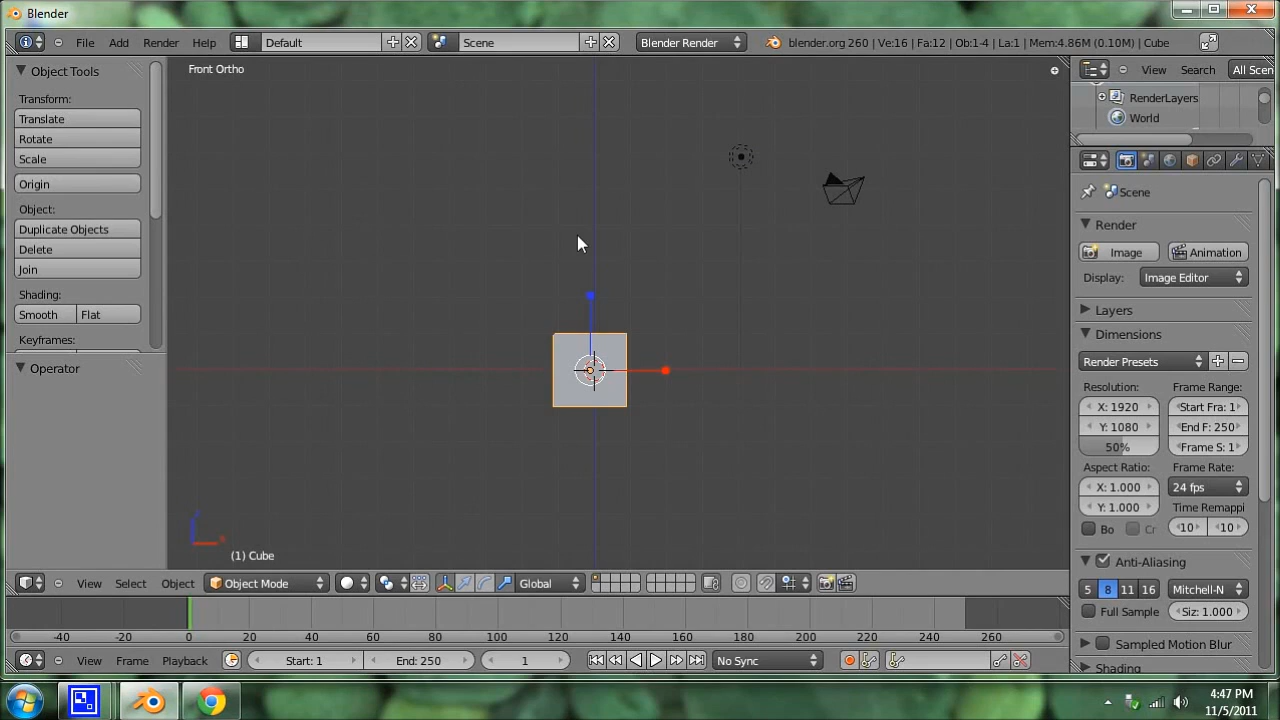 Blender
File Add Render Help Default Scene Blender Render blender.org 260 | Ve:16 | Fa:12 | Ob:1-4 | La:1 | Mem:4.86M (0.10M) | Cube
Object Tools
Transform:
Translate
Rotate
Scale
Origin
Object:
Duplicate Objects
Delete
Join
Shading:
Smooth Flat
Keyframes:
Operator
Front Ortho
(1) Cube
View Select Object Object Mode Global
-40 -20 0 20 40 60 80 100 120 140 160 180 200 220 240 260
View Frame Playback Start: 1 End: 250 1 No Sync
View Search All Scen
RenderLayers
World
Scene
Render
Image Animation
Display: Image Editor
Layers
Dimensions
Render Presets
Resolution: Frame Range:
X: 1920 Start Fra: 1
Y: 1080 End F: 250
50% Frame S: 1
Aspect Ratio: Frame Rate:
X: 1.000 24 fps
Y: 1.000 Time Remappi
Bo Cr 10 10
Anti-Aliasing
5 8 11 16 Mitchell-N
Full Sample Siz: 1.000
Sampled Motion Blur
Shading
4:47 PM
11/5/2011